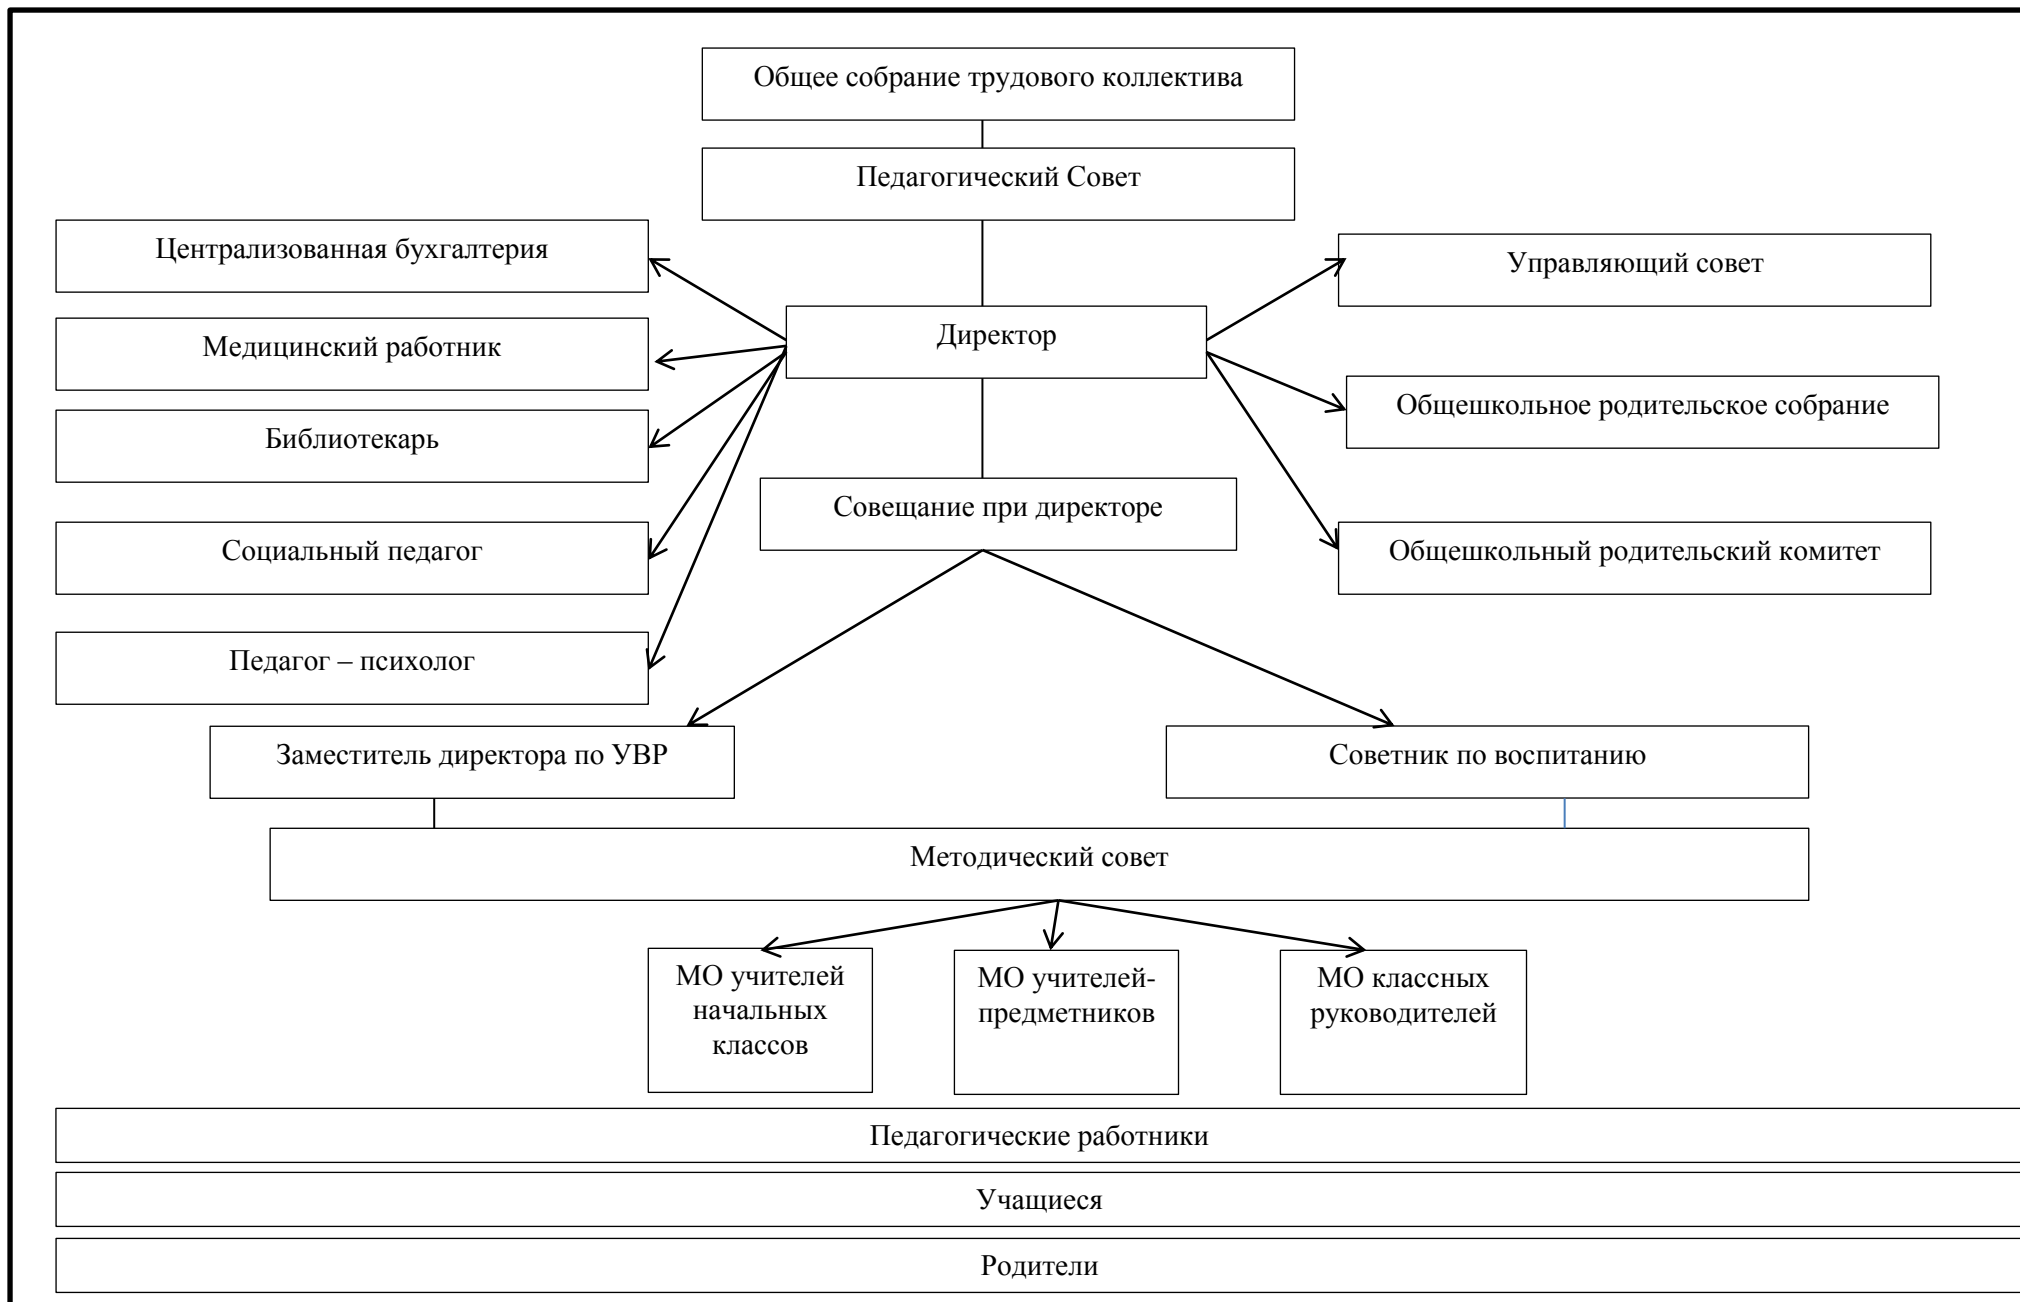 Общее собрание трудового коллектива
Педагогический Совет
Централизованная бухгалтерия
Управляющий совет
Директор
Медицинский работник
Общешкольное родительское собрание
Библиотекарь
Совещание при директоре
Социальный педагог
Общешкольный родительский комитет
Педагог – психолог
Заместитель директора по УВР
Советник по воспитанию
Методический совет
МО учителей
начальных
классов
МО учителей-
предметников
МО классных
руководителей
Педагогические работники
Учащиеся
Родители